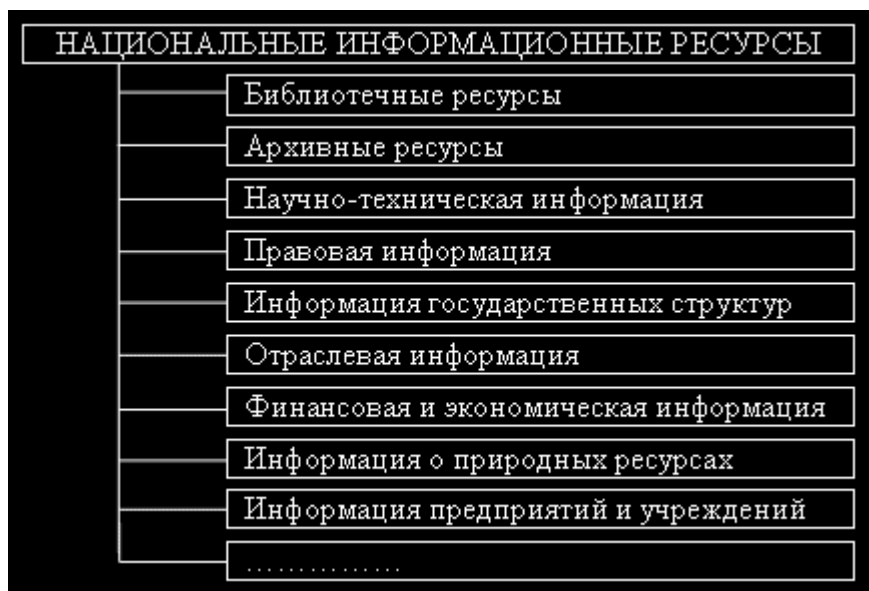 НАЦИОНАЛЬНЫЕ ИНФОРМАЦИОННЫЕ РЕСУРСЫ
Библиотечные ресурсы
Архивные ресурсы
Научно-техническая информация
Правовая информация
Информация государственных структур
Отраслевая информация
Финансовая и экономическая информация
Информация о природных ресурсах
Информация предприятий и учреждений
...............